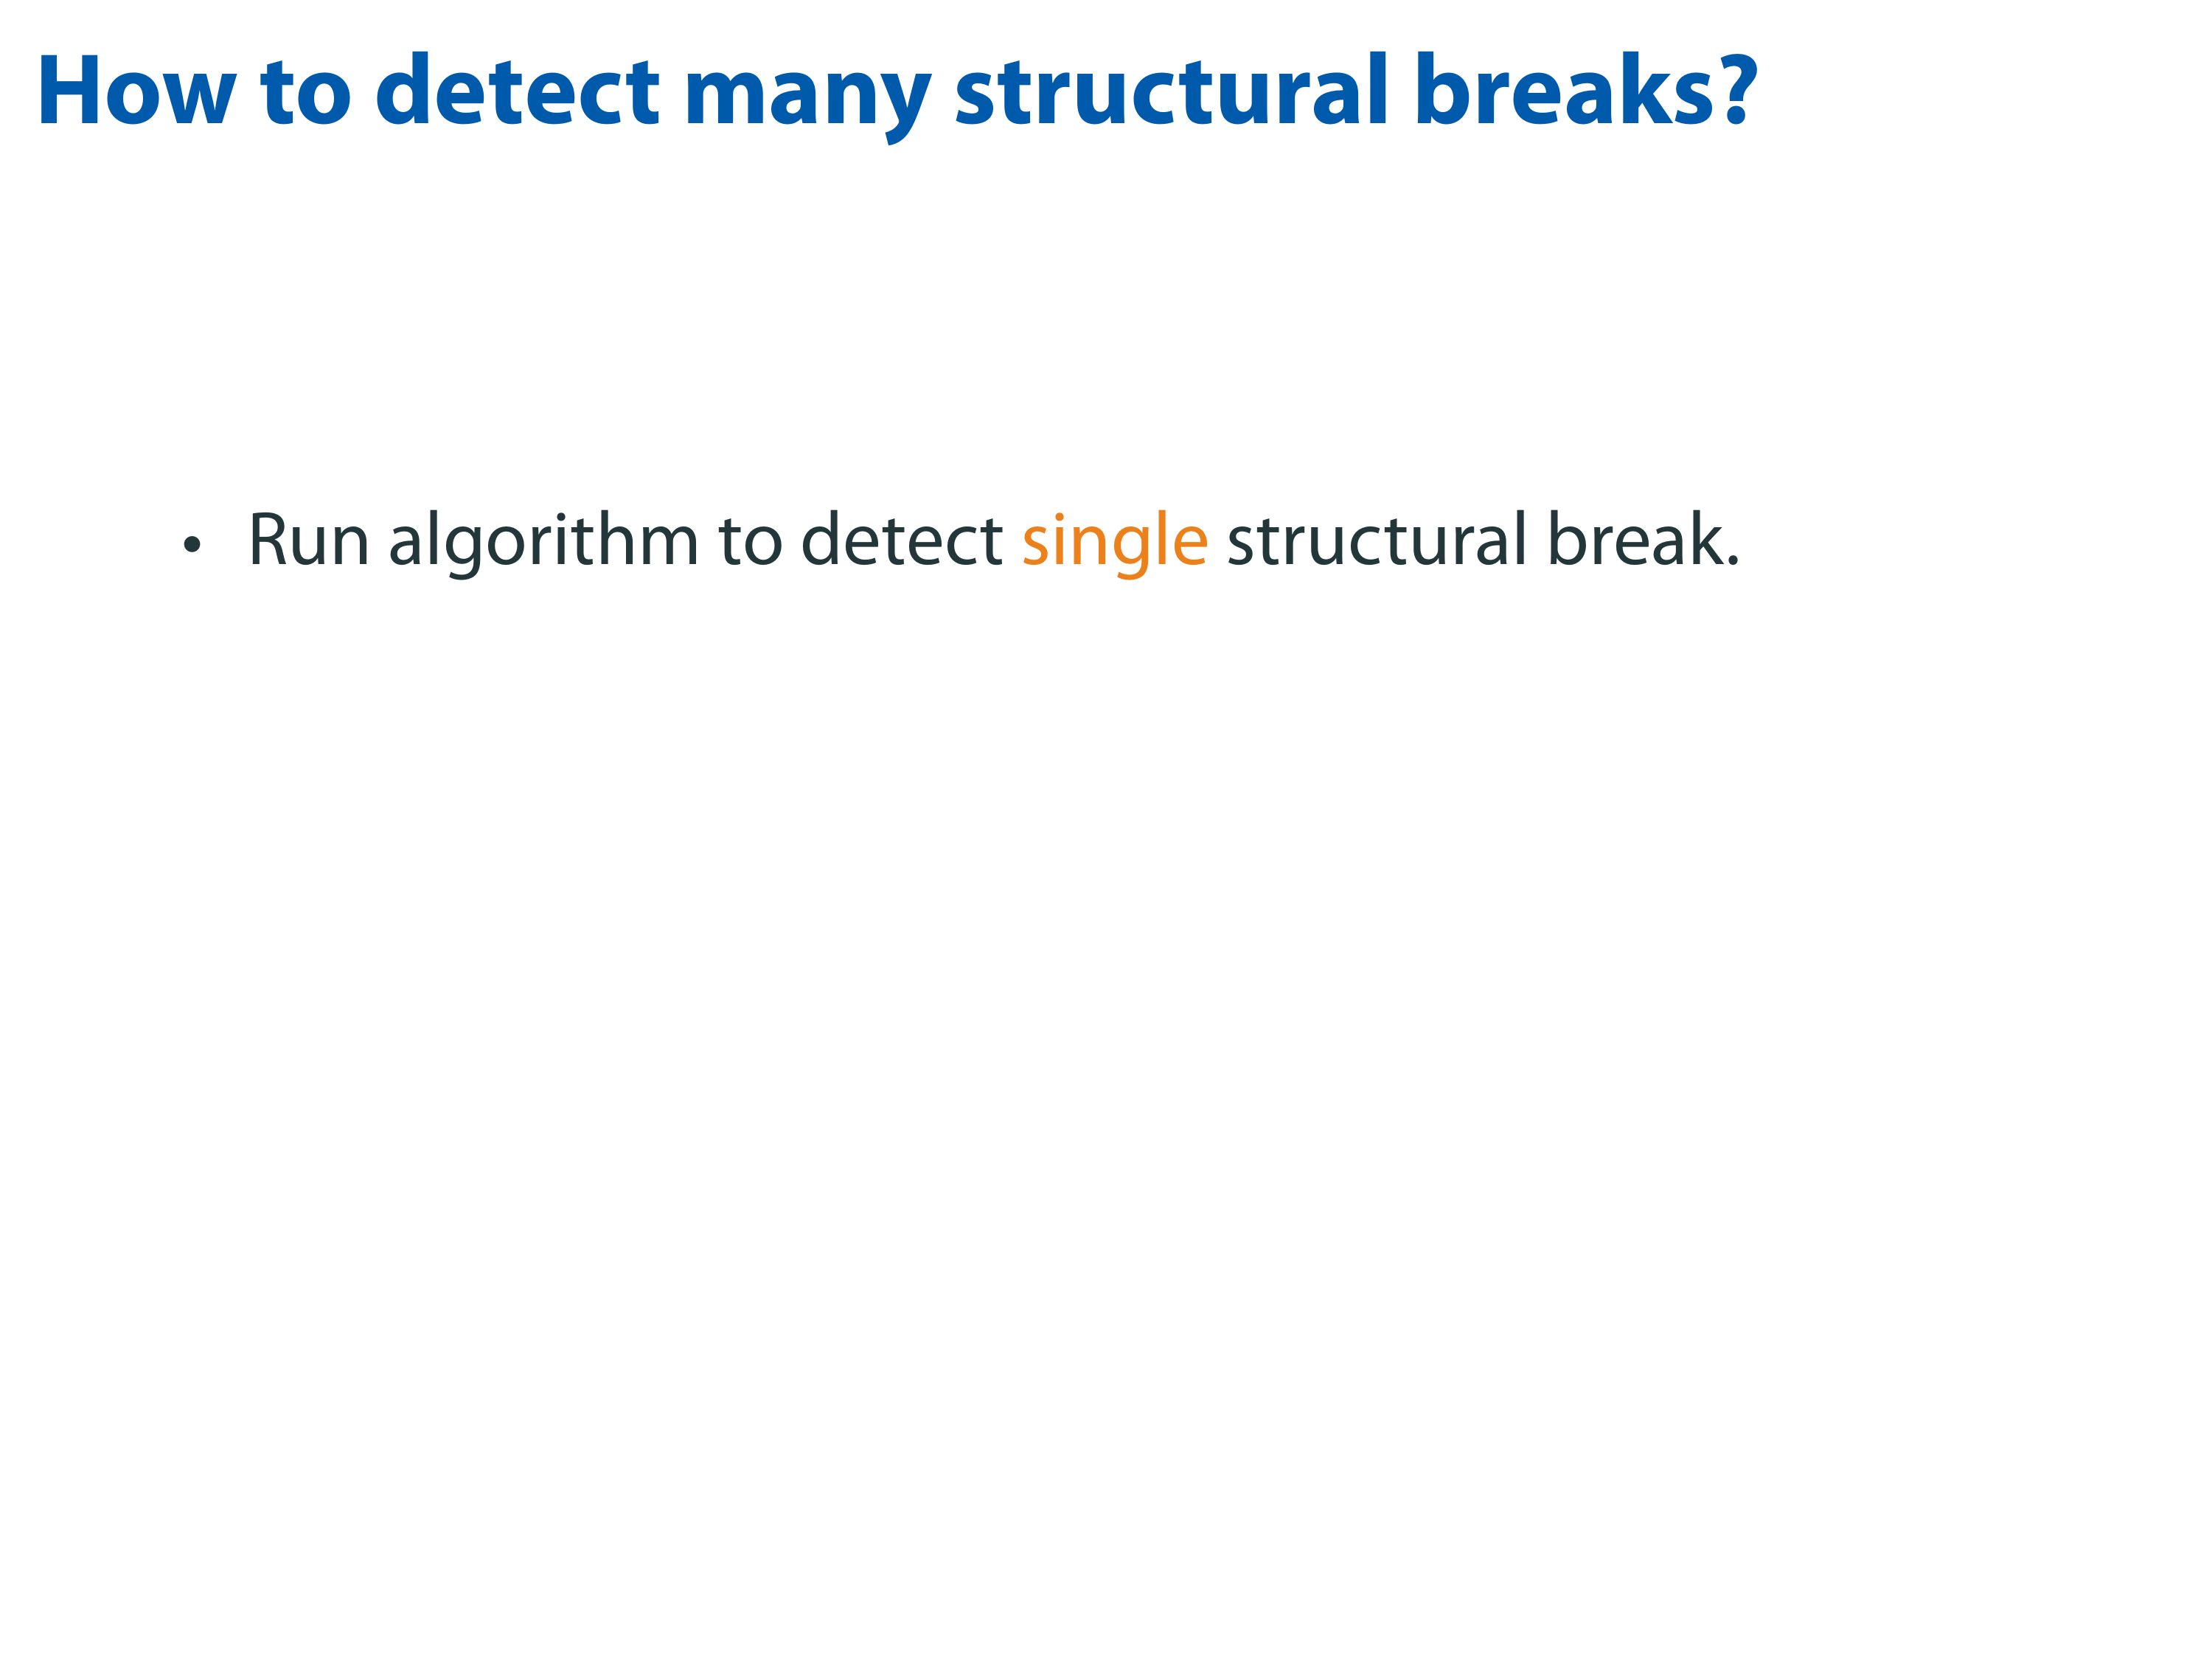 How to detect many structural breaks?
• Run algorithm to detect single structural break.